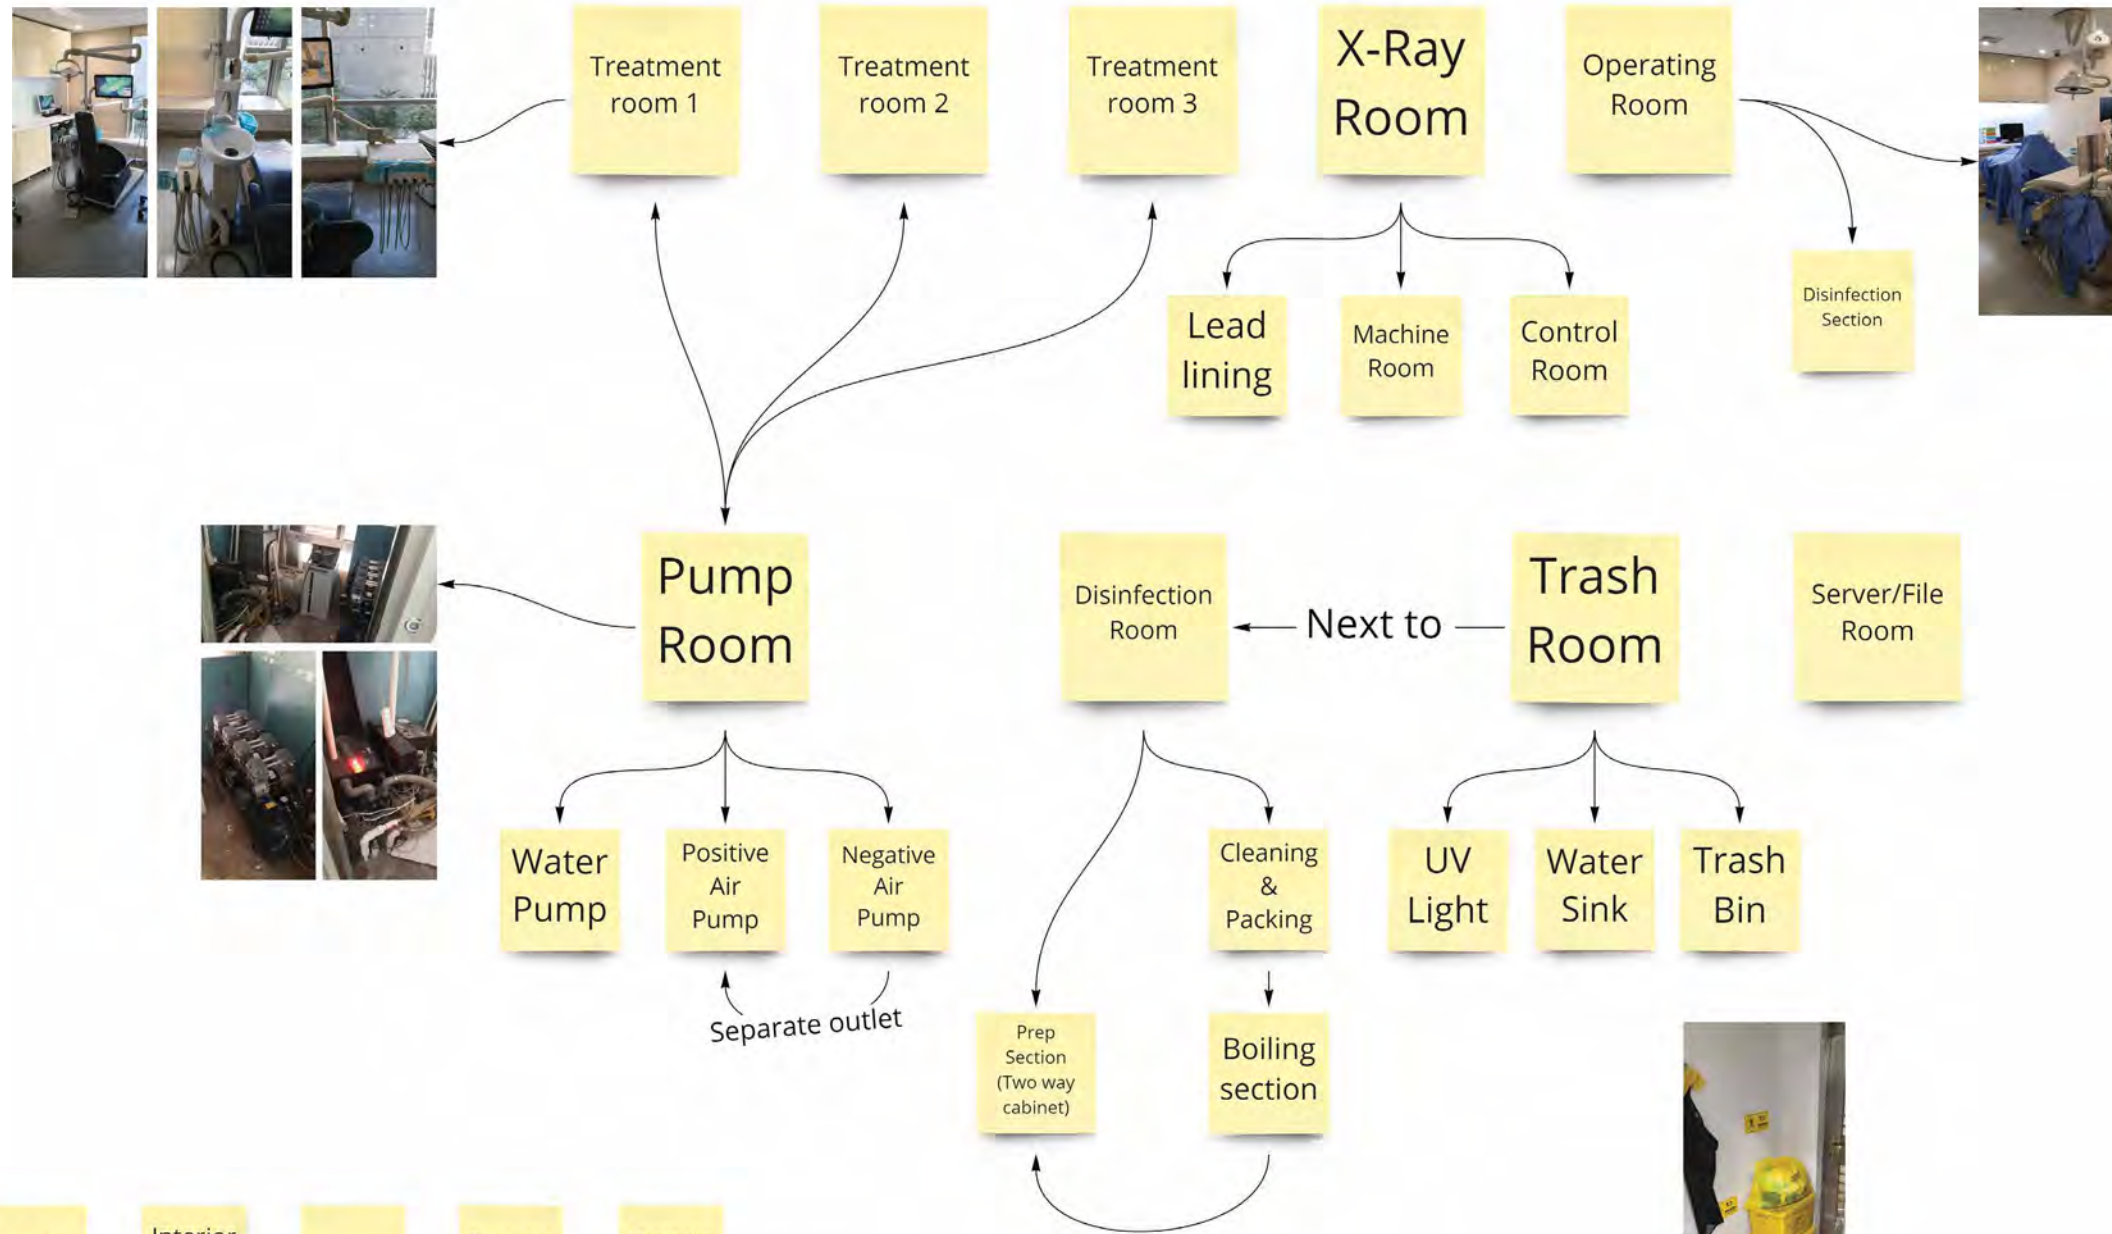 Treatment
room 1
Treatment
room 2
Treatment
room 3
X-Ray
Room
Operating
Room
Lead
lining
Machine
Room
Control
Room
Disinfection
Section
Pump
Room
Disinfection
Room
Next to
Trash
Room
Server/File
Room
Water
Pump
Positive
Air
Pump
Negative
Air
Pump
Separate outlet
Cleaning
&
Packing
UV
Light
Water
Sink
Trash
Bin
Prep
Section
(Two way
cabinet)
Boiling
section
Interior